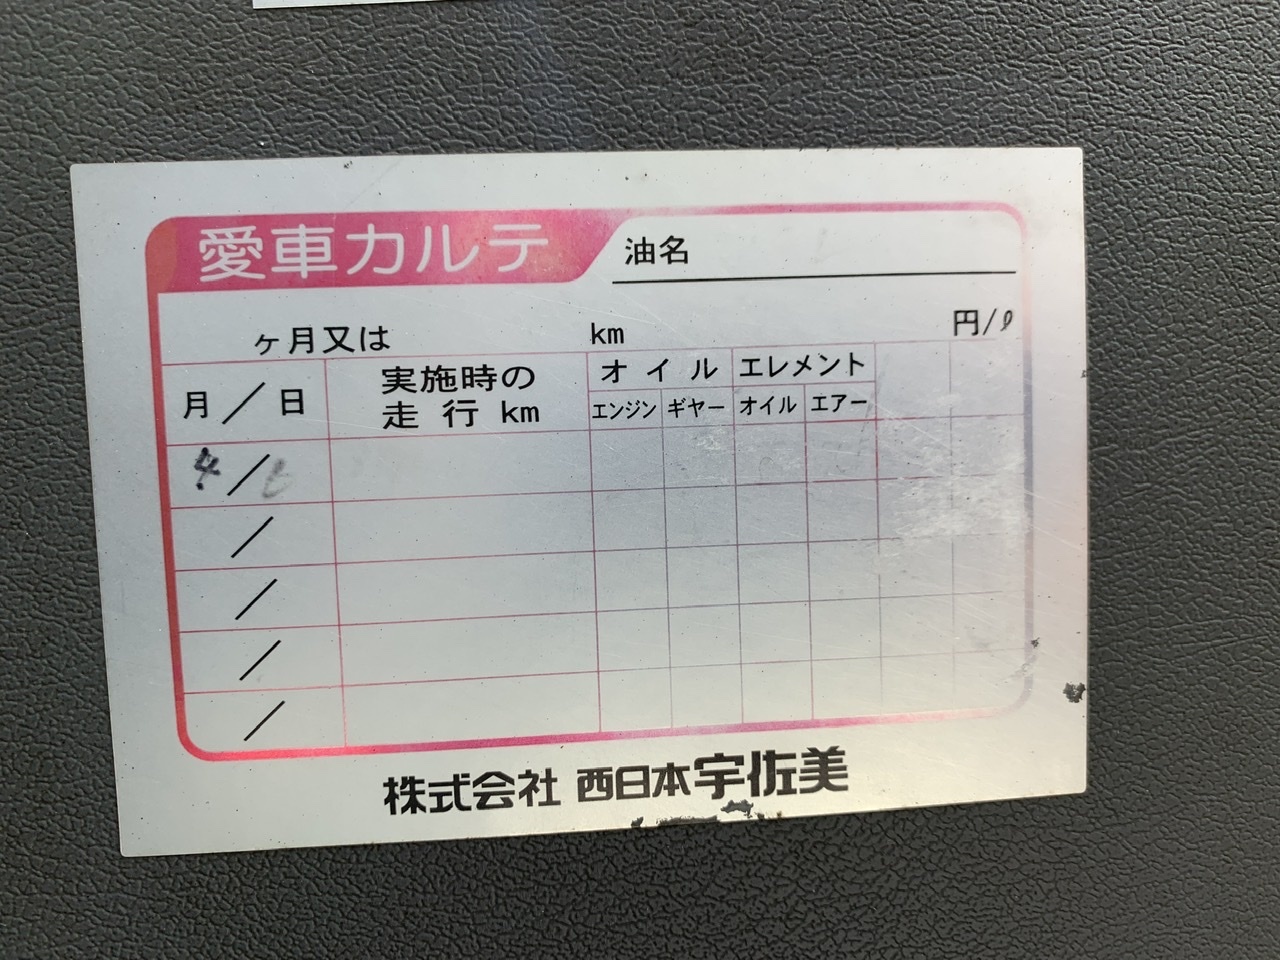 愛車カルテ 油名
ヶ月又は km 円/ℓ
月/日 実施時の走行km オイル エレメント
エンジン ギヤー オイル エアー
4/
/
/
/
/
株式会社 西日本宇佐美